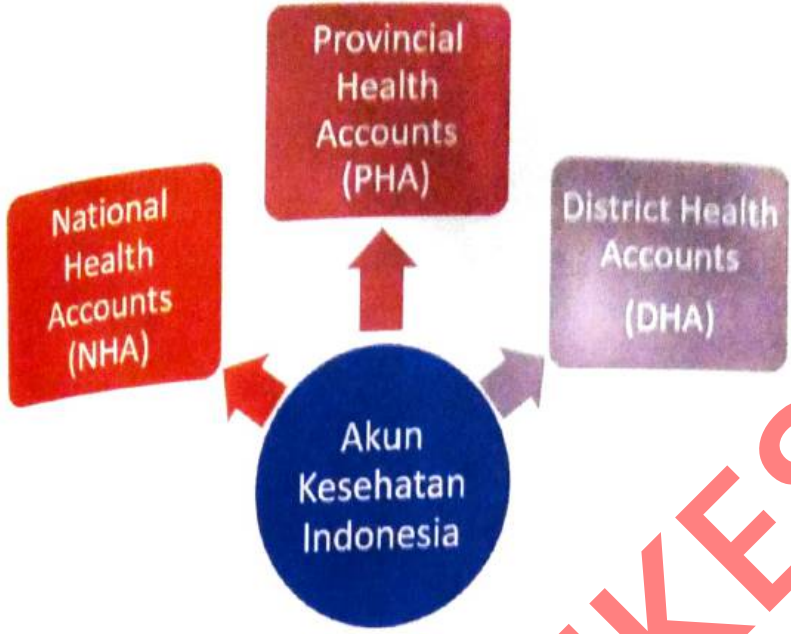 Provincial
Health
Accounts
(PHA)
National
Health
Accounts
(NHA)
District Health
Accounts
(DHA)
Akun
Kesehatan
Indonesia